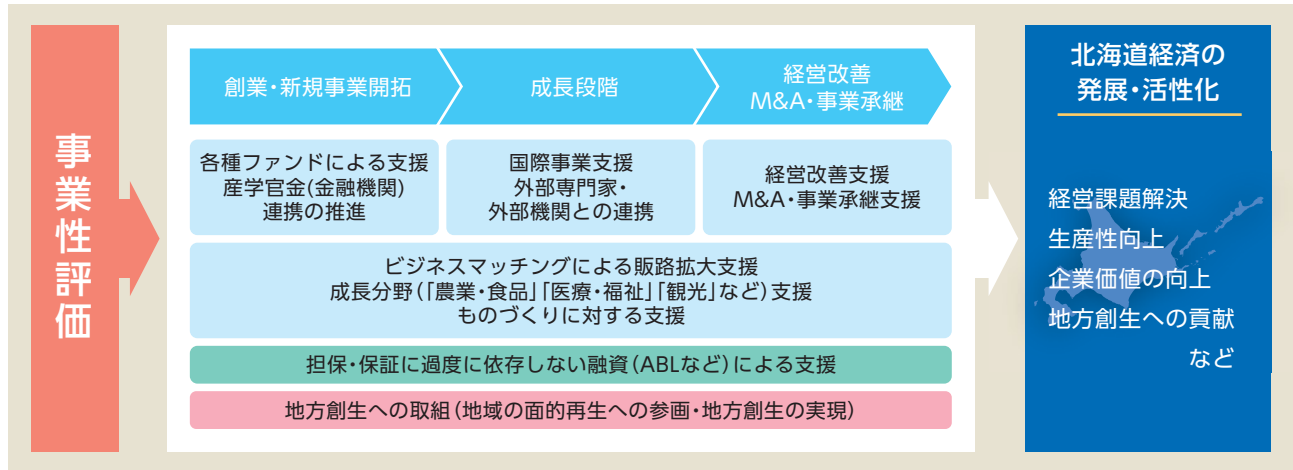 事業性評価
創業・新規事業開拓
成長段階
経営改善
M&A・事業承継
各種ファンドによる支援
産学官金(金融機関)
連携の推進
国際事業支援
外部専門家・
外部機関との連携
経営改善支援
M&A・事業承継支援
ビジネスマッチングによる販路拡大支援
成長分野(「農業・食品」「医療・福祉」「観光」など)支援
ものづくりに対する支援
担保・保証に過度に依存しない融資(ABLなど)による支援
地方創生への取組(地域の面的再生への参画・地方創生の実現)
北海道経済の
発展・活性化
経営課題解決
生産性向上
企業価値の向上
地方創生への貢献
など